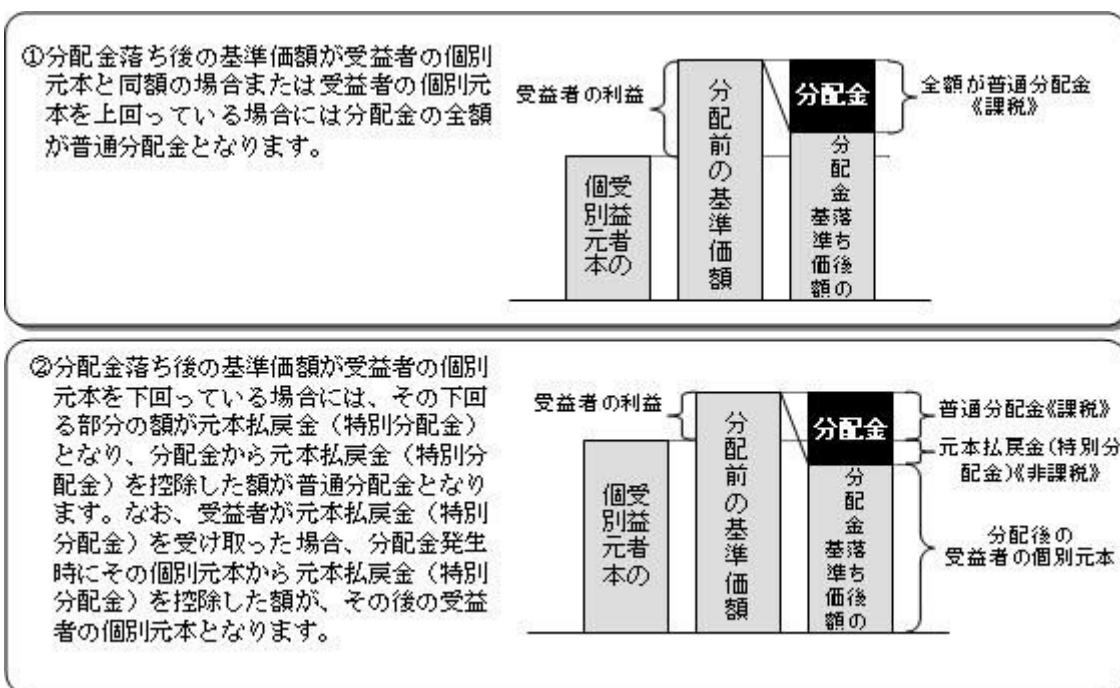 ①分配金落ち後の基準価額が受益者の個別
元本と同額の場合または受益者の個別元
本を上回っている場合には分配金の全額
が普通分配金となります。
受益者の利益
受益者の
個別元本
分配前の基準価額
分配金
分配金落ち後の
基準価額
全額が普通分配金
《課税》
②分配金落ち後の基準価額が受益者の個別
元本を下回っている場合には、その下回
る部分の額が元本払戻金（特別分配金）
となり、分配金から元本払戻金（特別分
配金）を控除した額が普通分配金となり
ます。なお、受益者が元本払戻金（特別
分配金）を受け取った場合、分配金発生
時にその個別元本から元本払戻金（特別
分配金）を控除した額が、その後の受益
者の個別元本となります。
受益者の利益
受益者の
個別元本
分配前の基準価額
分配金
分配金落ち後の
基準価額
普通分配金《課税》
元本払戻金(特別分
配金)《非課税》
分配後の
受益者の個別元本